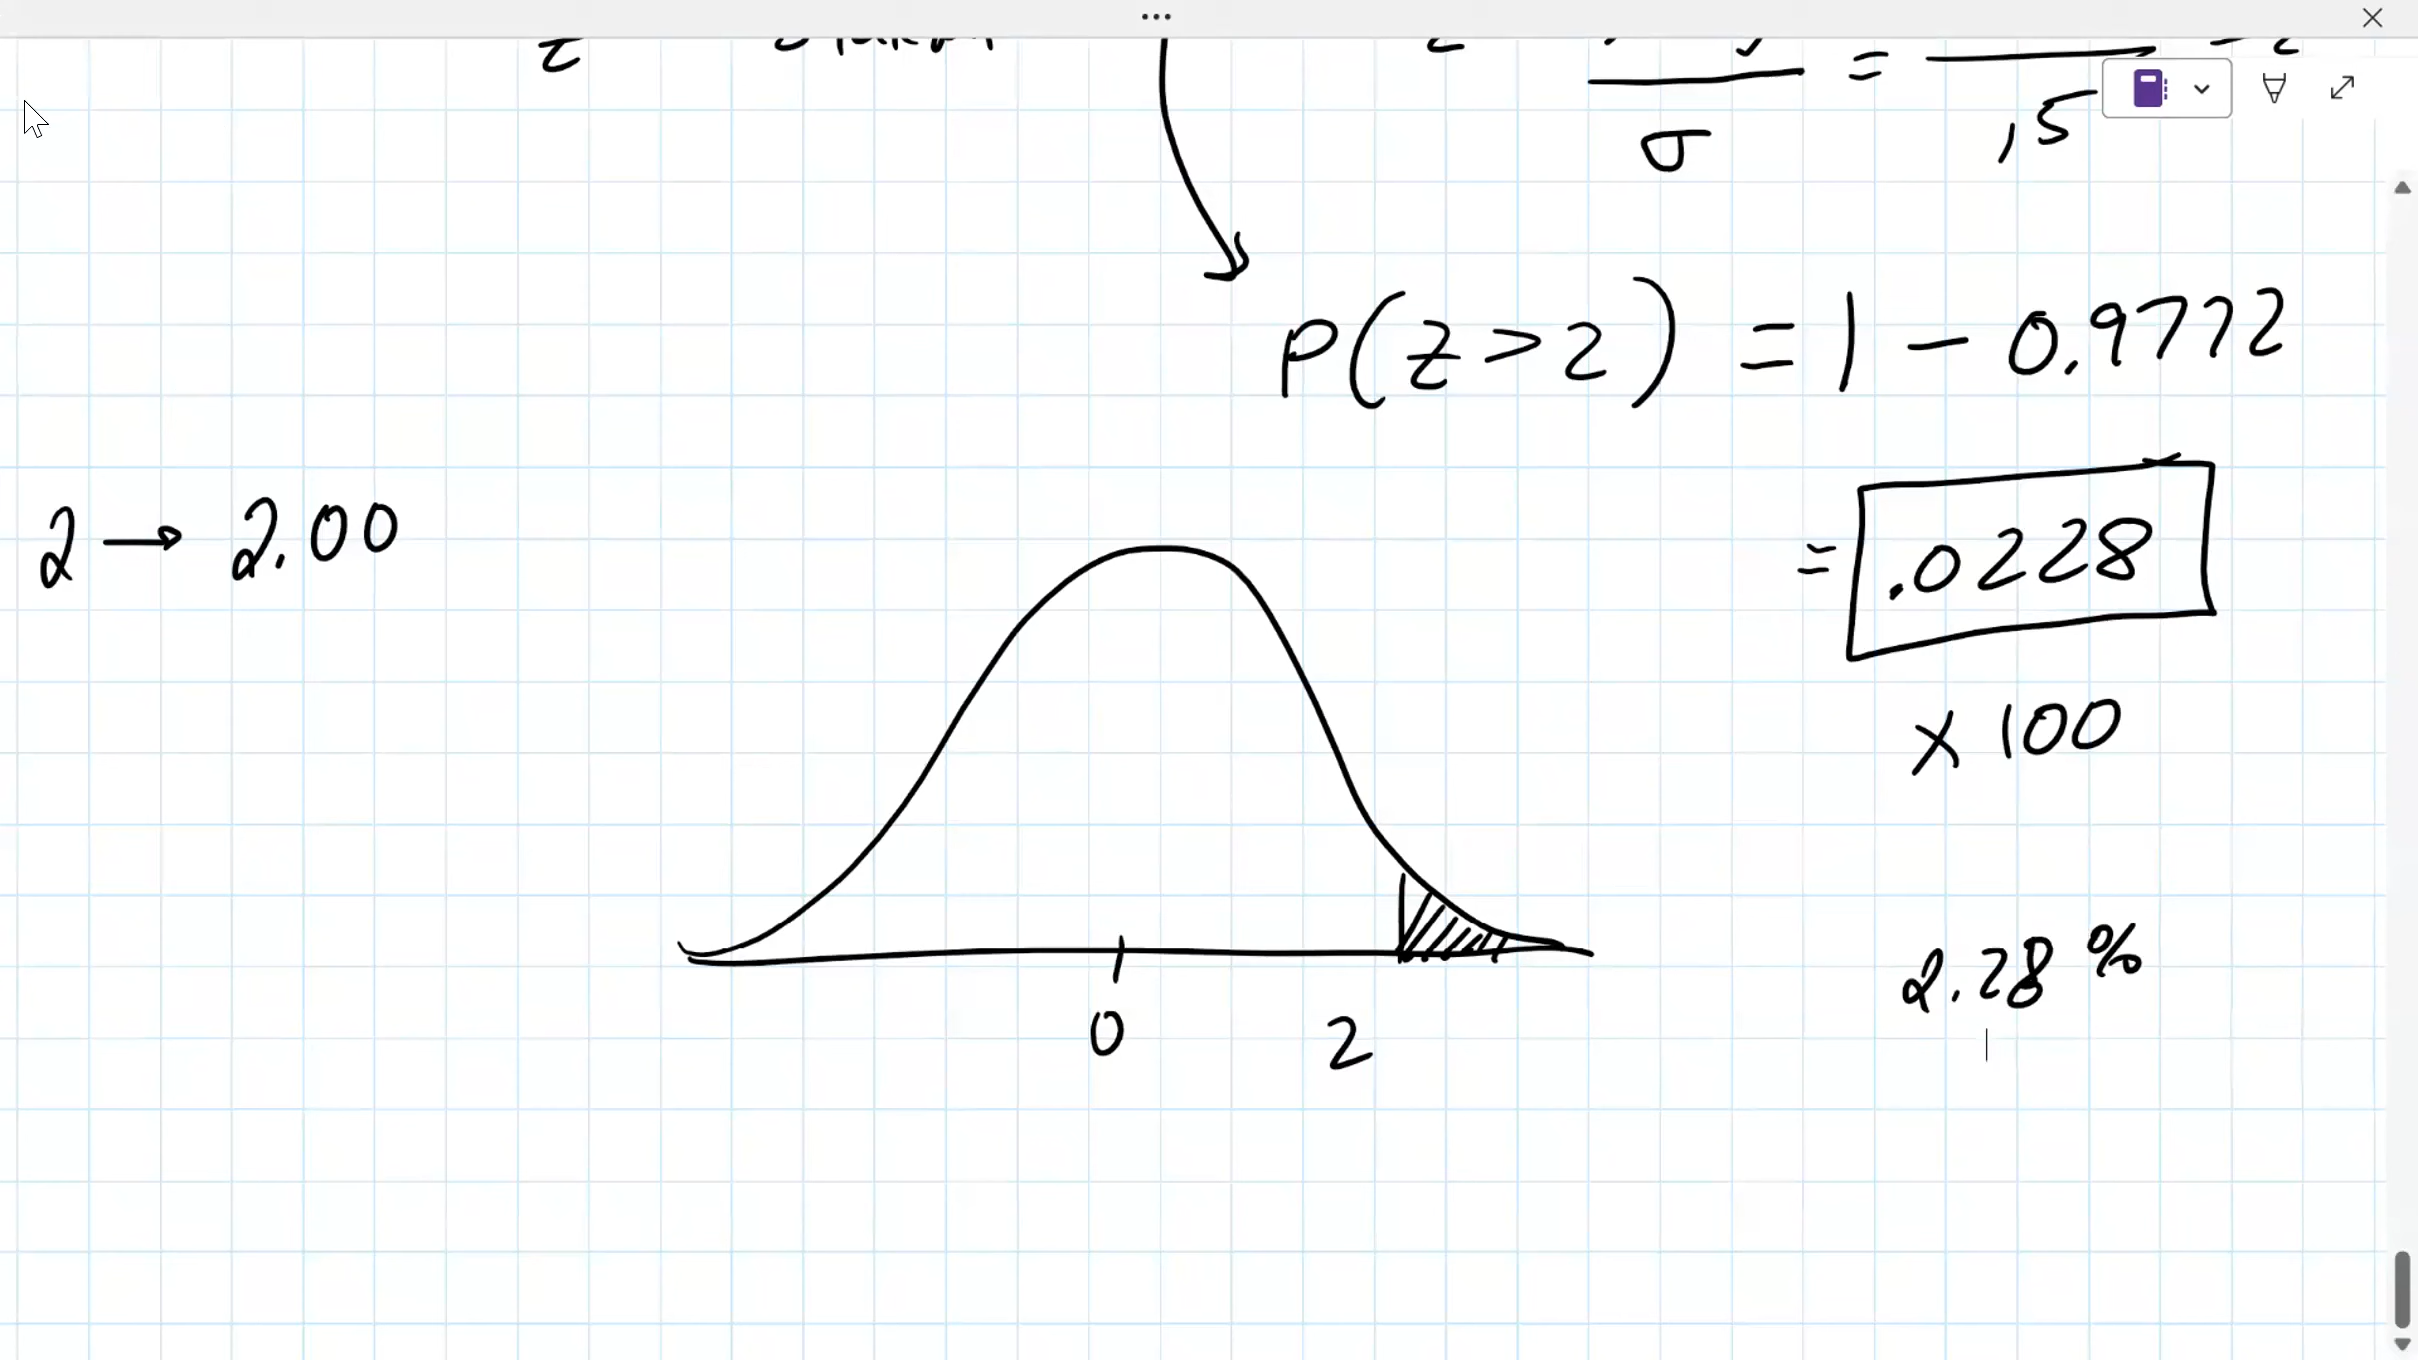 =
σ
.5
P(z>2) = 1 - 0.9772
2 → 2.00
= .0228
x 100
2.28 %
0 2